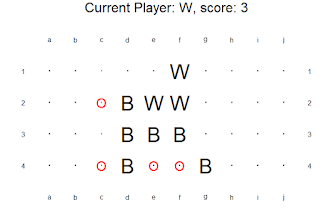 Current Player: W, score: 3
a b c d e f g h i j
1 · · · · · W · · · · 1
2 · · ⊙ B W W · · · · 2
3 · · · B B B · · · · 3
4 · · ⊙ B ⊙ ⊙ B · · · 4
a b c d e f g h i j